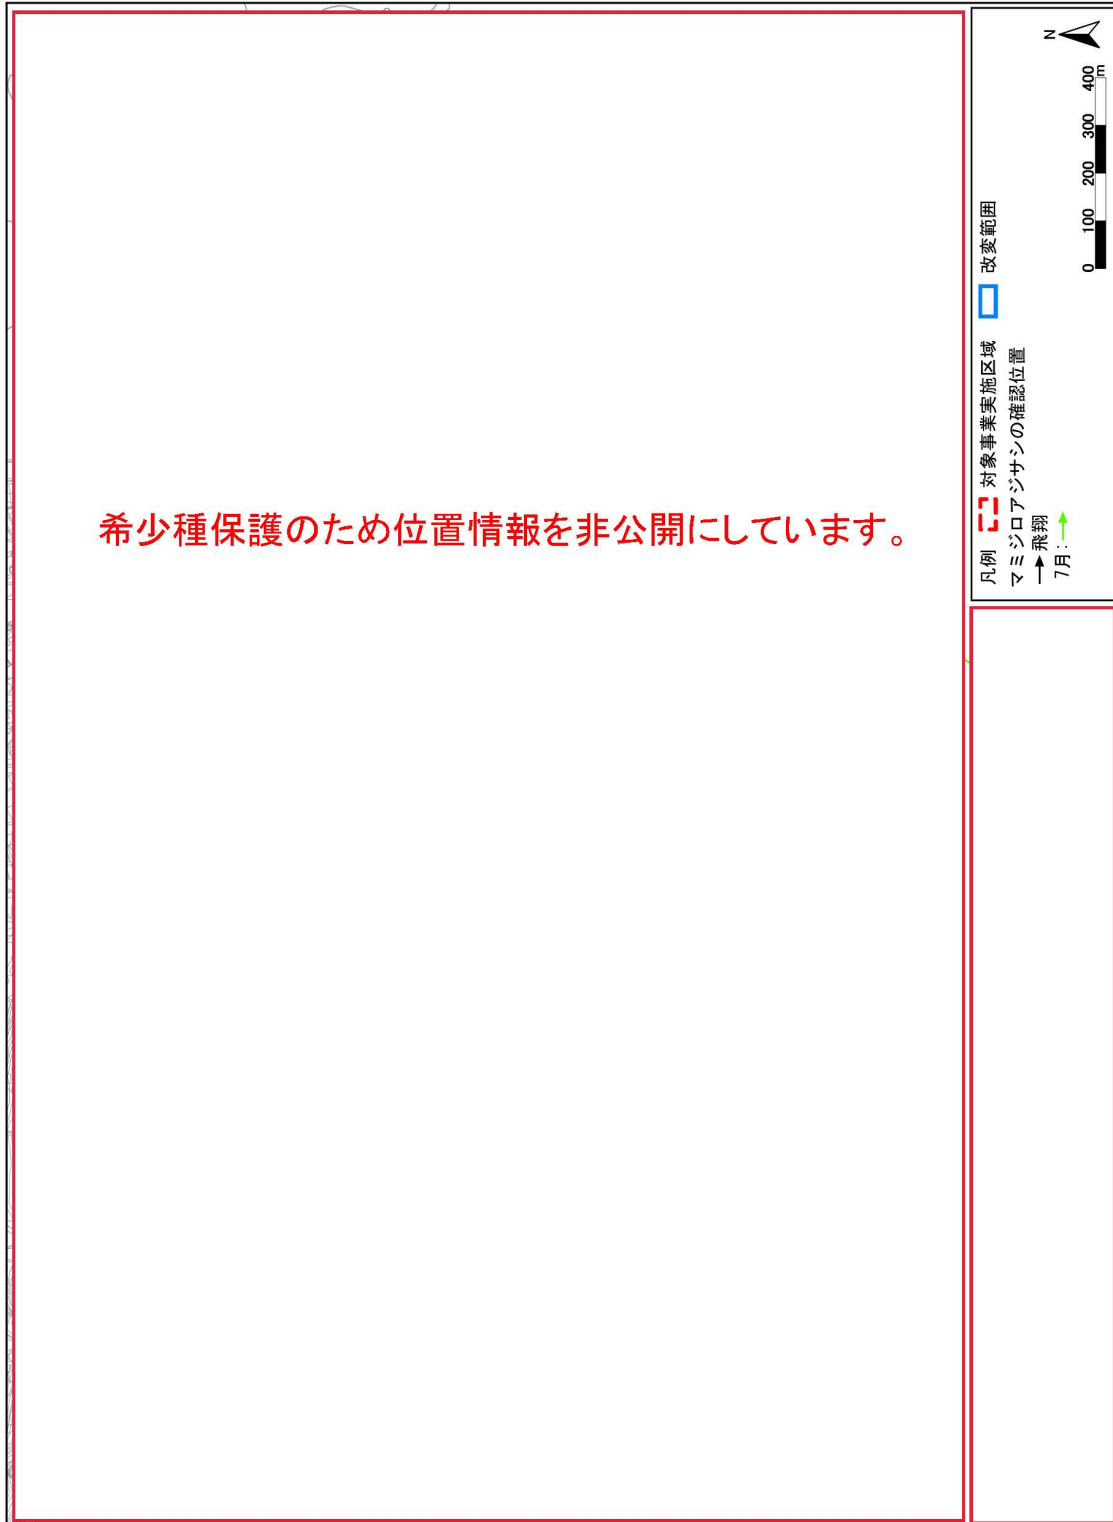 希少種保護のため位置情報を非公開にしています。
凡例 対象事業実施区域 改変範囲
マミジロアジサシの確認位置
飛翔
7月：
N
0 100 200 300 400
m